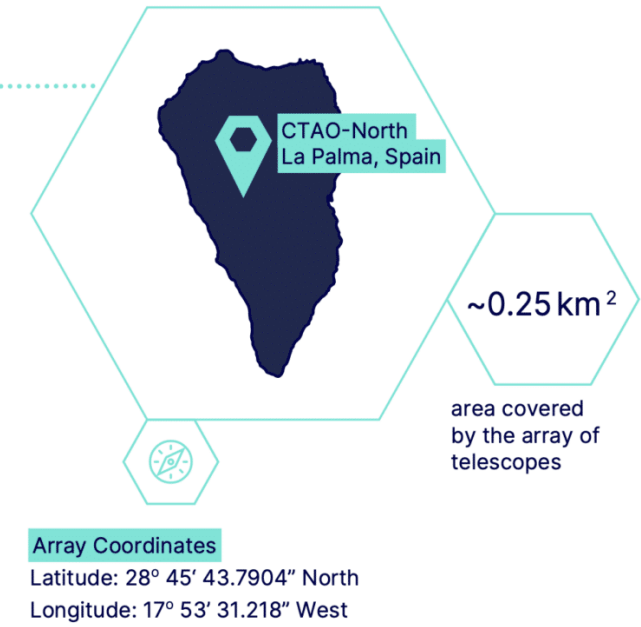 CTAO-North
La Palma, Spain
~0.25 km²
area covered
by the array of
telescopes
Array Coordinates
Latitude: 28º 45’ 43.7904” North
Longitude: 17º 53’ 31.218” West